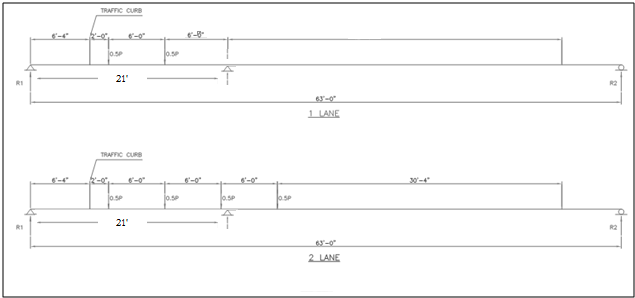 TRAFFIC CURB
6'-4" 2'-0" 6'-0" 6'-0"
0.5P 0.5P
R1 21' R2
63'-0"
1 LANE
TRAFFIC CURB
6'-4" 2'-0" 6'-0" 6'-0" 6'-0" 30'-4"
0.5P 0.5P 0.5P 0.5P
R1 21' R2
63'-0"
2 LANE